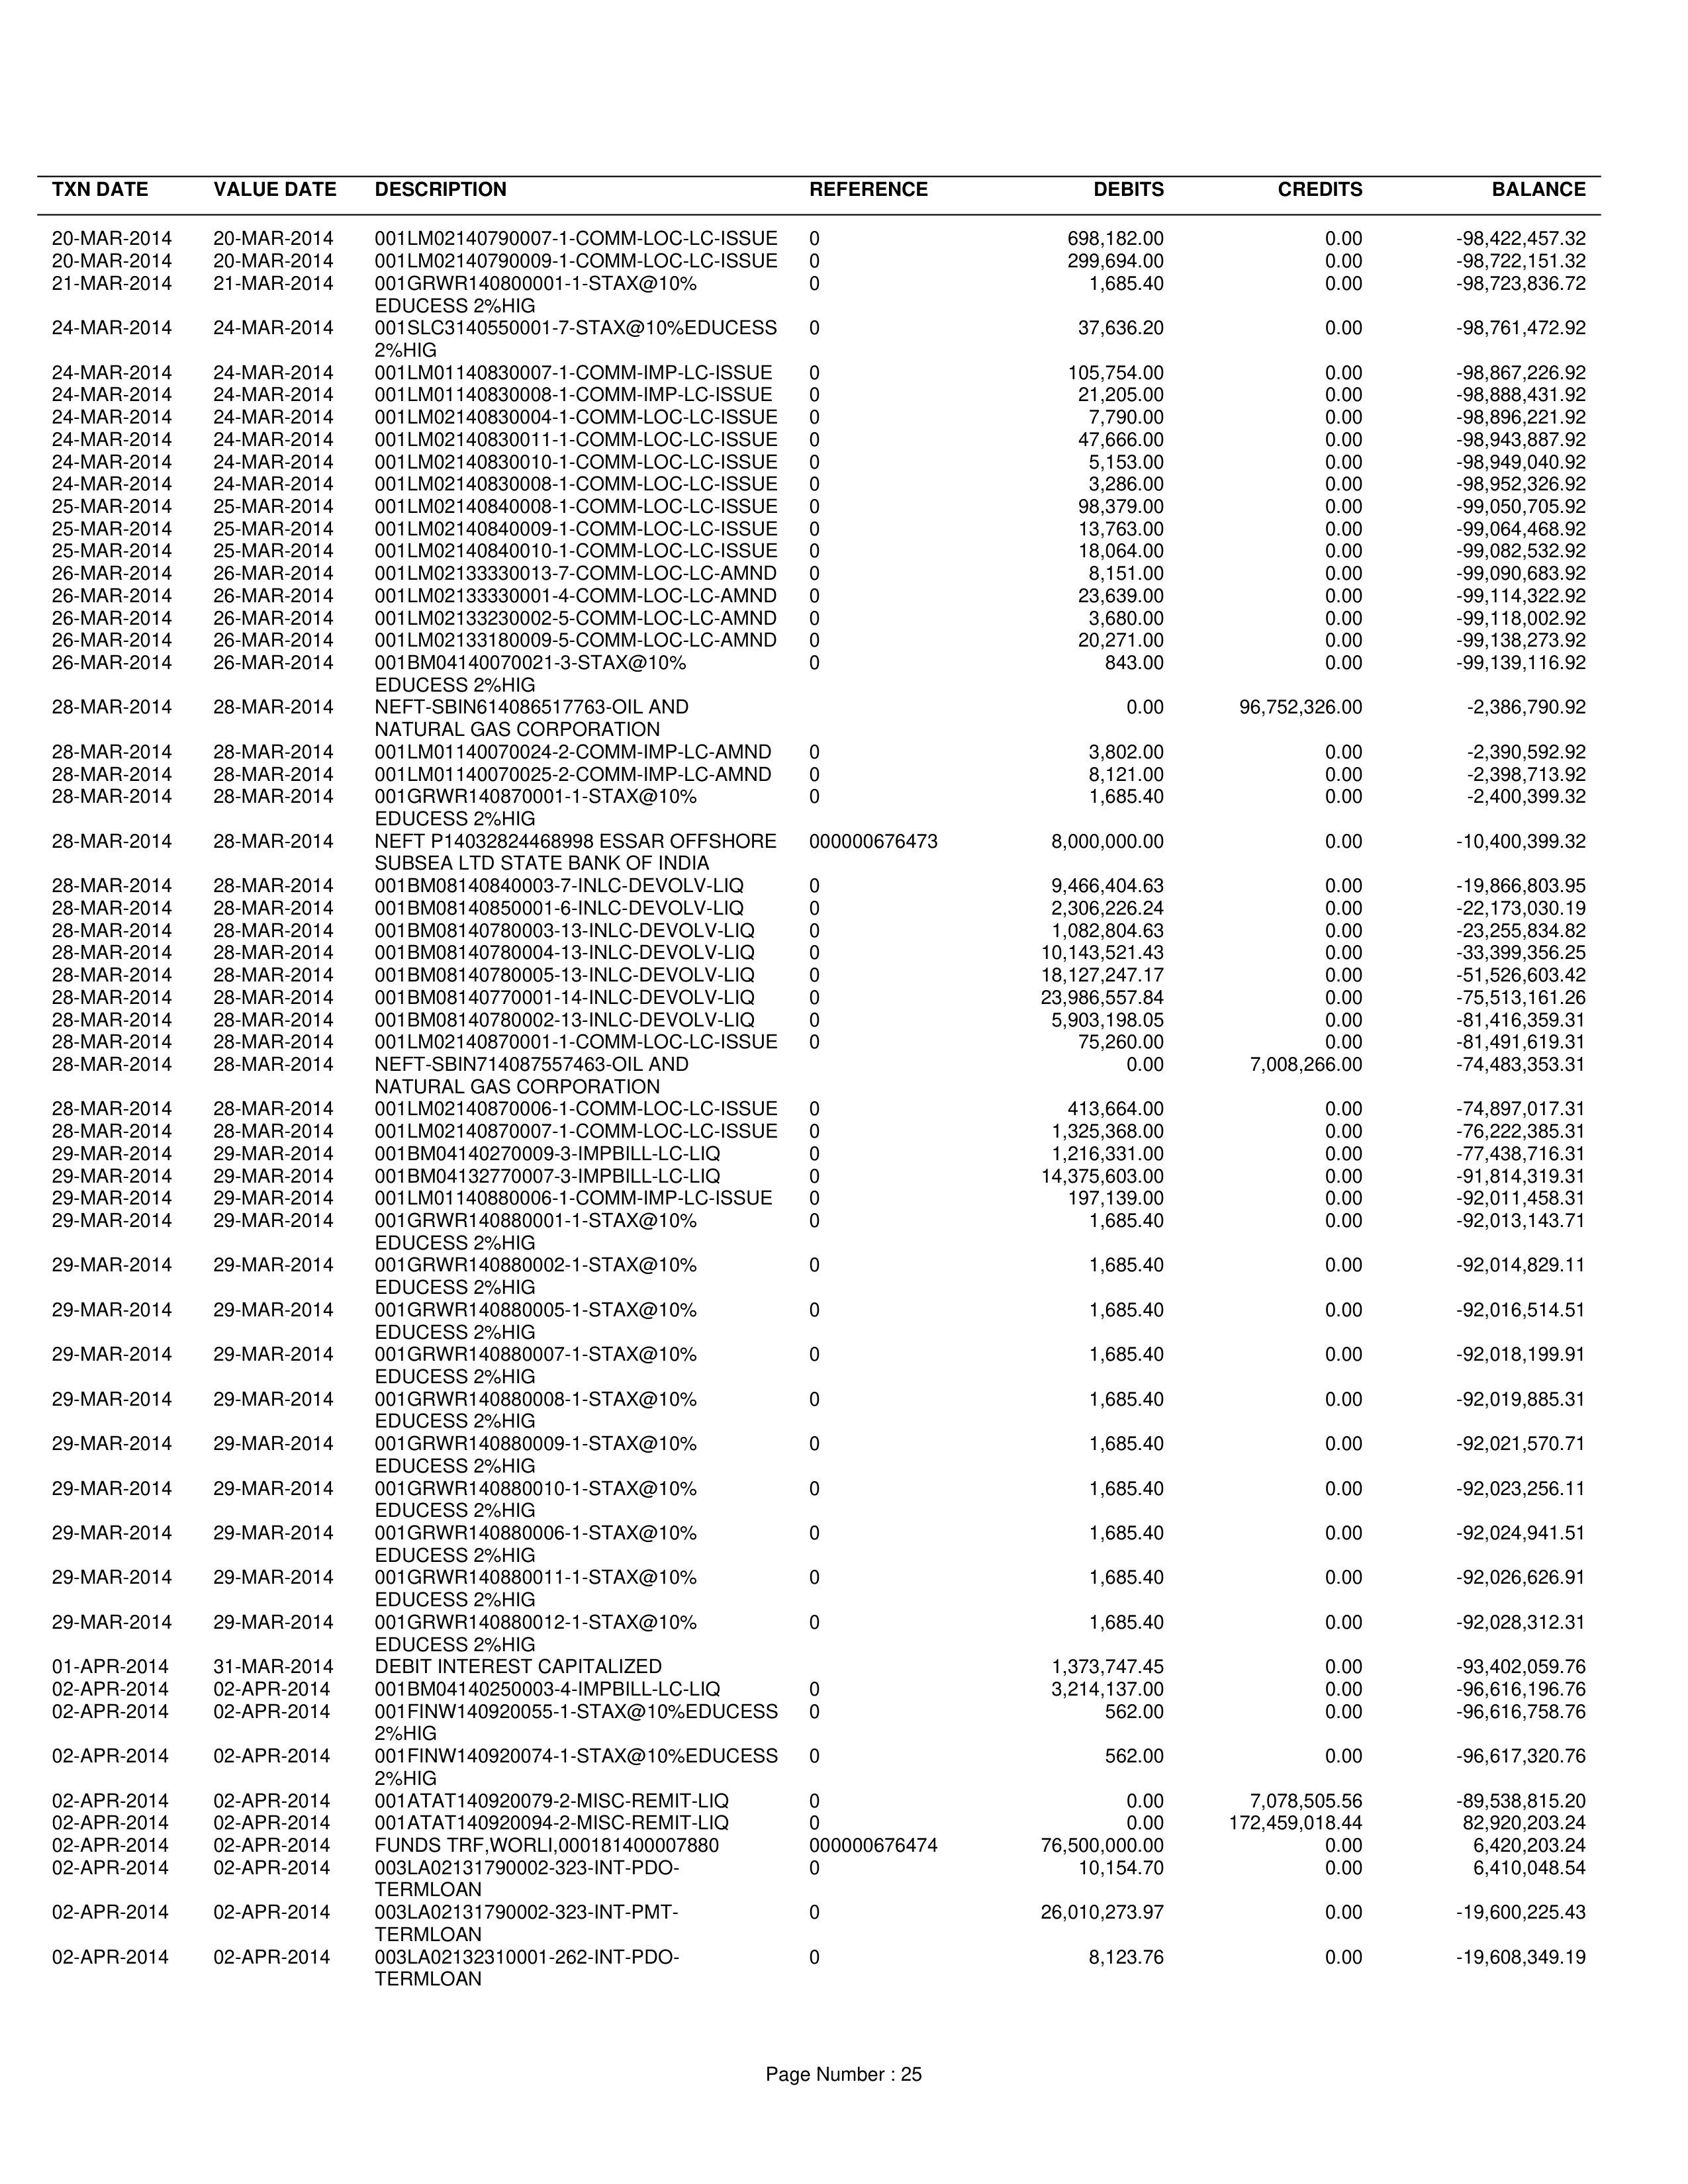 TXN DATE VALUE DATE DESCRIPTION REFERENCE DEBITS CREDITS BALANCE
20-MAR-2014 20-MAR-2014 001LM02140790007-1-COMM-LOC-LC-ISSUE 0 698,182.00 0.00 -98,422,457.32
20-MAR-2014 20-MAR-2014 001LM02140790009-1-COMM-LOC-LC-ISSUE 0 299,694.00 0.00 -98,722,151.32
21-MAR-2014 21-MAR-2014 001GRWR140800001-1-STAX@10% 0 1,685.40 0.00 -98,723,836.72
EDUCESS 2%HIG
24-MAR-2014 24-MAR-2014 001SLC3140550001-7-STAX@10%EDUCESS 0 37,636.20 0.00 -98,761,472.92
2%HIG
24-MAR-2014 24-MAR-2014 001LM01140830007-1-COMM-IMP-LC-ISSUE 0 105,754.00 0.00 -98,867,226.92
24-MAR-2014 24-MAR-2014 001LM01140830008-1-COMM-IMP-LC-ISSUE 0 21,205.00 0.00 -98,888,431.92
24-MAR-2014 24-MAR-2014 001LM02140830004-1-COMM-LOC-LC-ISSUE 0 7,790.00 0.00 -98,896,221.92
24-MAR-2014 24-MAR-2014 001LM02140830011-1-COMM-LOC-LC-ISSUE 0 47,666.00 0.00 -98,943,887.92
24-MAR-2014 24-MAR-2014 001LM02140830010-1-COMM-LOC-LC-ISSUE 0 5,153.00 0.00 -98,949,040.92
24-MAR-2014 24-MAR-2014 001LM02140830008-1-COMM-LOC-LC-ISSUE 0 3,286.00 0.00 -98,952,326.92
25-MAR-2014 25-MAR-2014 001LM02140840008-1-COMM-LOC-LC-ISSUE 0 98,379.00 0.00 -99,050,705.92
25-MAR-2014 25-MAR-2014 001LM02140840009-1-COMM-LOC-LC-ISSUE 0 13,763.00 0.00 -99,064,468.92
25-MAR-2014 25-MAR-2014 001LM02140840010-1-COMM-LOC-LC-ISSUE 0 18,064.00 0.00 -99,082,532.92
26-MAR-2014 26-MAR-2014 001LM02133330013-7-COMM-LOC-LC-AMND 0 8,151.00 0.00 -99,090,683.92
26-MAR-2014 26-MAR-2014 001LM02133330001-4-COMM-LOC-LC-AMND 0 23,639.00 0.00 -99,114,322.92
26-MAR-2014 26-MAR-2014 001LM02133230002-5-COMM-LOC-LC-AMND 0 3,680.00 0.00 -99,118,002.92
26-MAR-2014 26-MAR-2014 001LM02133180009-5-COMM-LOC-LC-AMND 0 20,271.00 0.00 -99,138,273.92
26-MAR-2014 26-MAR-2014 001BM04140070021-3-STAX@10% 0 843.00 0.00 -99,139,116.92
EDUCESS 2%HIG
28-MAR-2014 28-MAR-2014 NEFT-SBIN614086517763-OIL AND 0.00 96,752,326.00 -2,386,790.92
NATURAL GAS CORPORATION
28-MAR-2014 28-MAR-2014 001LM01140070024-2-COMM-IMP-LC-AMND 0 3,802.00 0.00 -2,390,592.92
28-MAR-2014 28-MAR-2014 001LM01140070025-2-COMM-IMP-LC-AMND 0 8,121.00 0.00 -2,398,713.92
28-MAR-2014 28-MAR-2014 001GRWR140870001-1-STAX@10% 0 1,685.40 0.00 -2,400,399.32
EDUCESS 2%HIG
28-MAR-2014 28-MAR-2014 NEFT P14032824468998 ESSAR OFFSHORE 000000676473 8,000,000.00 0.00 -10,400,399.32
SUBSEA LTD STATE BANK OF INDIA
28-MAR-2014 28-MAR-2014 001BM08140840003-7-INLC-DEVOLV-LIQ 0 9,466,404.63 0.00 -19,866,803.95
28-MAR-2014 28-MAR-2014 001BM08140850001-6-INLC-DEVOLV-LIQ 0 2,306,226.24 0.00 -22,173,030.19
28-MAR-2014 28-MAR-2014 001BM08140780003-13-INLC-DEVOLV-LIQ 0 1,082,804.63 0.00 -23,255,834.82
28-MAR-2014 28-MAR-2014 001BM08140780004-13-INLC-DEVOLV-LIQ 0 10,143,521.43 0.00 -33,399,356.25
28-MAR-2014 28-MAR-2014 001BM08140780005-13-INLC-DEVOLV-LIQ 0 18,127,247.17 0.00 -51,526,603.42
28-MAR-2014 28-MAR-2014 001BM08140770001-14-INLC-DEVOLV-LIQ 0 23,986,557.84 0.00 -75,513,161.26
28-MAR-2014 28-MAR-2014 001BM08140780002-13-INLC-DEVOLV-LIQ 0 5,903,198.05 0.00 -81,416,359.31
28-MAR-2014 28-MAR-2014 001LM02140870001-1-COMM-LOC-LC-ISSUE 0 75,260.00 0.00 -81,491,619.31
28-MAR-2014 28-MAR-2014 NEFT-SBIN714087557463-OIL AND 0.00 7,008,266.00 -74,483,353.31
NATURAL GAS CORPORATION
28-MAR-2014 28-MAR-2014 001LM02140870006-1-COMM-LOC-LC-ISSUE 0 413,664.00 0.00 -74,897,017.31
28-MAR-2014 28-MAR-2014 001LM02140870007-1-COMM-LOC-LC-ISSUE 0 1,325,368.00 0.00 -76,222,385.31
29-MAR-2014 29-MAR-2014 001BM04140270009-3-IMPBILL-LC-LIQ 0 1,216,331.00 0.00 -77,438,716.31
29-MAR-2014 29-MAR-2014 001BM04132770007-3-IMPBILL-LC-LIQ 0 14,375,603.00 0.00 -91,814,319.31
29-MAR-2014 29-MAR-2014 001LM01140880006-1-COMM-IMP-LC-ISSUE 0 197,139.00 0.00 -92,011,458.31
29-MAR-2014 29-MAR-2014 001GRWR140880001-1-STAX@10% 0 1,685.40 0.00 -92,013,143.71
EDUCESS 2%HIG
29-MAR-2014 29-MAR-2014 001GRWR140880002-1-STAX@10% 0 1,685.40 0.00 -92,014,829.11
EDUCESS 2%HIG
29-MAR-2014 29-MAR-2014 001GRWR140880005-1-STAX@10% 0 1,685.40 0.00 -92,016,514.51
EDUCESS 2%HIG
29-MAR-2014 29-MAR-2014 001GRWR140880007-1-STAX@10% 0 1,685.40 0.00 -92,018,199.91
EDUCESS 2%HIG
29-MAR-2014 29-MAR-2014 001GRWR140880008-1-STAX@10% 0 1,685.40 0.00 -92,019,885.31
EDUCESS 2%HIG
29-MAR-2014 29-MAR-2014 001GRWR140880009-1-STAX@10% 0 1,685.40 0.00 -92,021,570.71
EDUCESS 2%HIG
29-MAR-2014 29-MAR-2014 001GRWR140880010-1-STAX@10% 0 1,685.40 0.00 -92,023,256.11
EDUCESS 2%HIG
29-MAR-2014 29-MAR-2014 001GRWR140880006-1-STAX@10% 0 1,685.40 0.00 -92,024,941.51
EDUCESS 2%HIG
29-MAR-2014 29-MAR-2014 001GRWR140880011-1-STAX@10% 0 1,685.40 0.00 -92,026,626.91
EDUCESS 2%HIG
29-MAR-2014 29-MAR-2014 001GRWR140880012-1-STAX@10% 0 1,685.40 0.00 -92,028,312.31
EDUCESS 2%HIG
01-APR-2014 31-MAR-2014 DEBIT INTEREST CAPITALIZED 1,373,747.45 0.00 -93,402,059.76
02-APR-2014 02-APR-2014 001BM04140250003-4-IMPBILL-LC-LIQ 0 3,214,137.00 0.00 -96,616,196.76
02-APR-2014 02-APR-2014 001FINW140920055-1-STAX@10%EDUCESS 0 562.00 0.00 -96,616,758.76
2%HIG
02-APR-2014 02-APR-2014 001FINW140920074-1-STAX@10%EDUCESS 0 562.00 0.00 -96,617,320.76
2%HIG
02-APR-2014 02-APR-2014 001ATAT140920079-2-MISC-REMIT-LIQ 0 0.00 7,078,505.56 -89,538,815.20
02-APR-2014 02-APR-2014 001ATAT140920094-2-MISC-REMIT-LIQ 0 0.00 172,459,018.44 82,920,203.24
02-APR-2014 02-APR-2014 FUNDS TRF,WORLI,000181400007880 000000676474 76,500,000.00 0.00 6,420,203.24
02-APR-2014 02-APR-2014 003LA02131790002-323-INT-PDO- 0 10,154.70 0.00 6,410,048.54
TERMLOAN
02-APR-2014 02-APR-2014 003LA02131790002-323-INT-PMT- 0 26,010,273.97 0.00 -19,600,225.43
TERMLOAN
02-APR-2014 02-APR-2014 003LA02132310001-262-INT-PDO- 0 8,123.76 0.00 -19,608,349.19
TERMLOAN
Page Number : 25